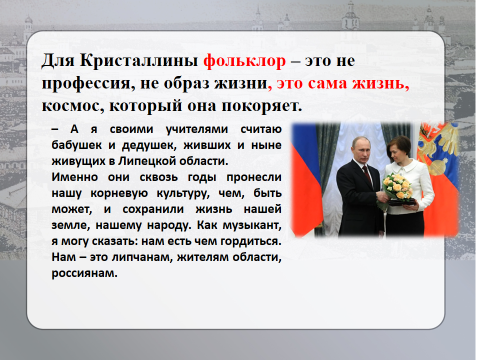 Для Кристаллины фольклор – это не
профессия, не образ жизни, это сама жизнь,
космос, который она покоряет.
– А я своими учителями считаю
бабушек и дедушек, живших и ныне
живущих в Липецкой области.
Именно они сквозь годы пронесли
нашу корневую культуру, чем, быть
может, и сохранили жизнь нашей
земле, нашему народу. Как музыкант,
я могу сказать: нам есть чем гордиться.
Нам – это липчанам, жителям области,
россиянам.